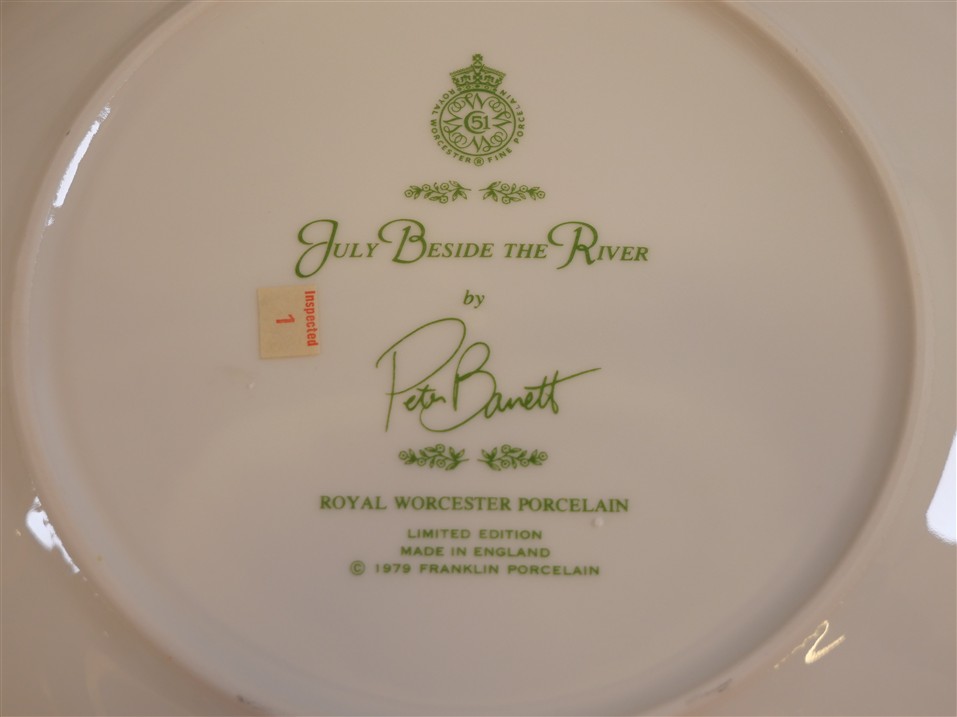 ROYAL WORCESTER ® FINE PORCELAIN
C 51
JULY BESIDE THE RIVER
by
Peter Barrett
Inspected
1
ROYAL WORCESTER PORCELAIN
LIMITED EDITION
MADE IN ENGLAND
© 1979 FRANKLIN PORCELAIN
2